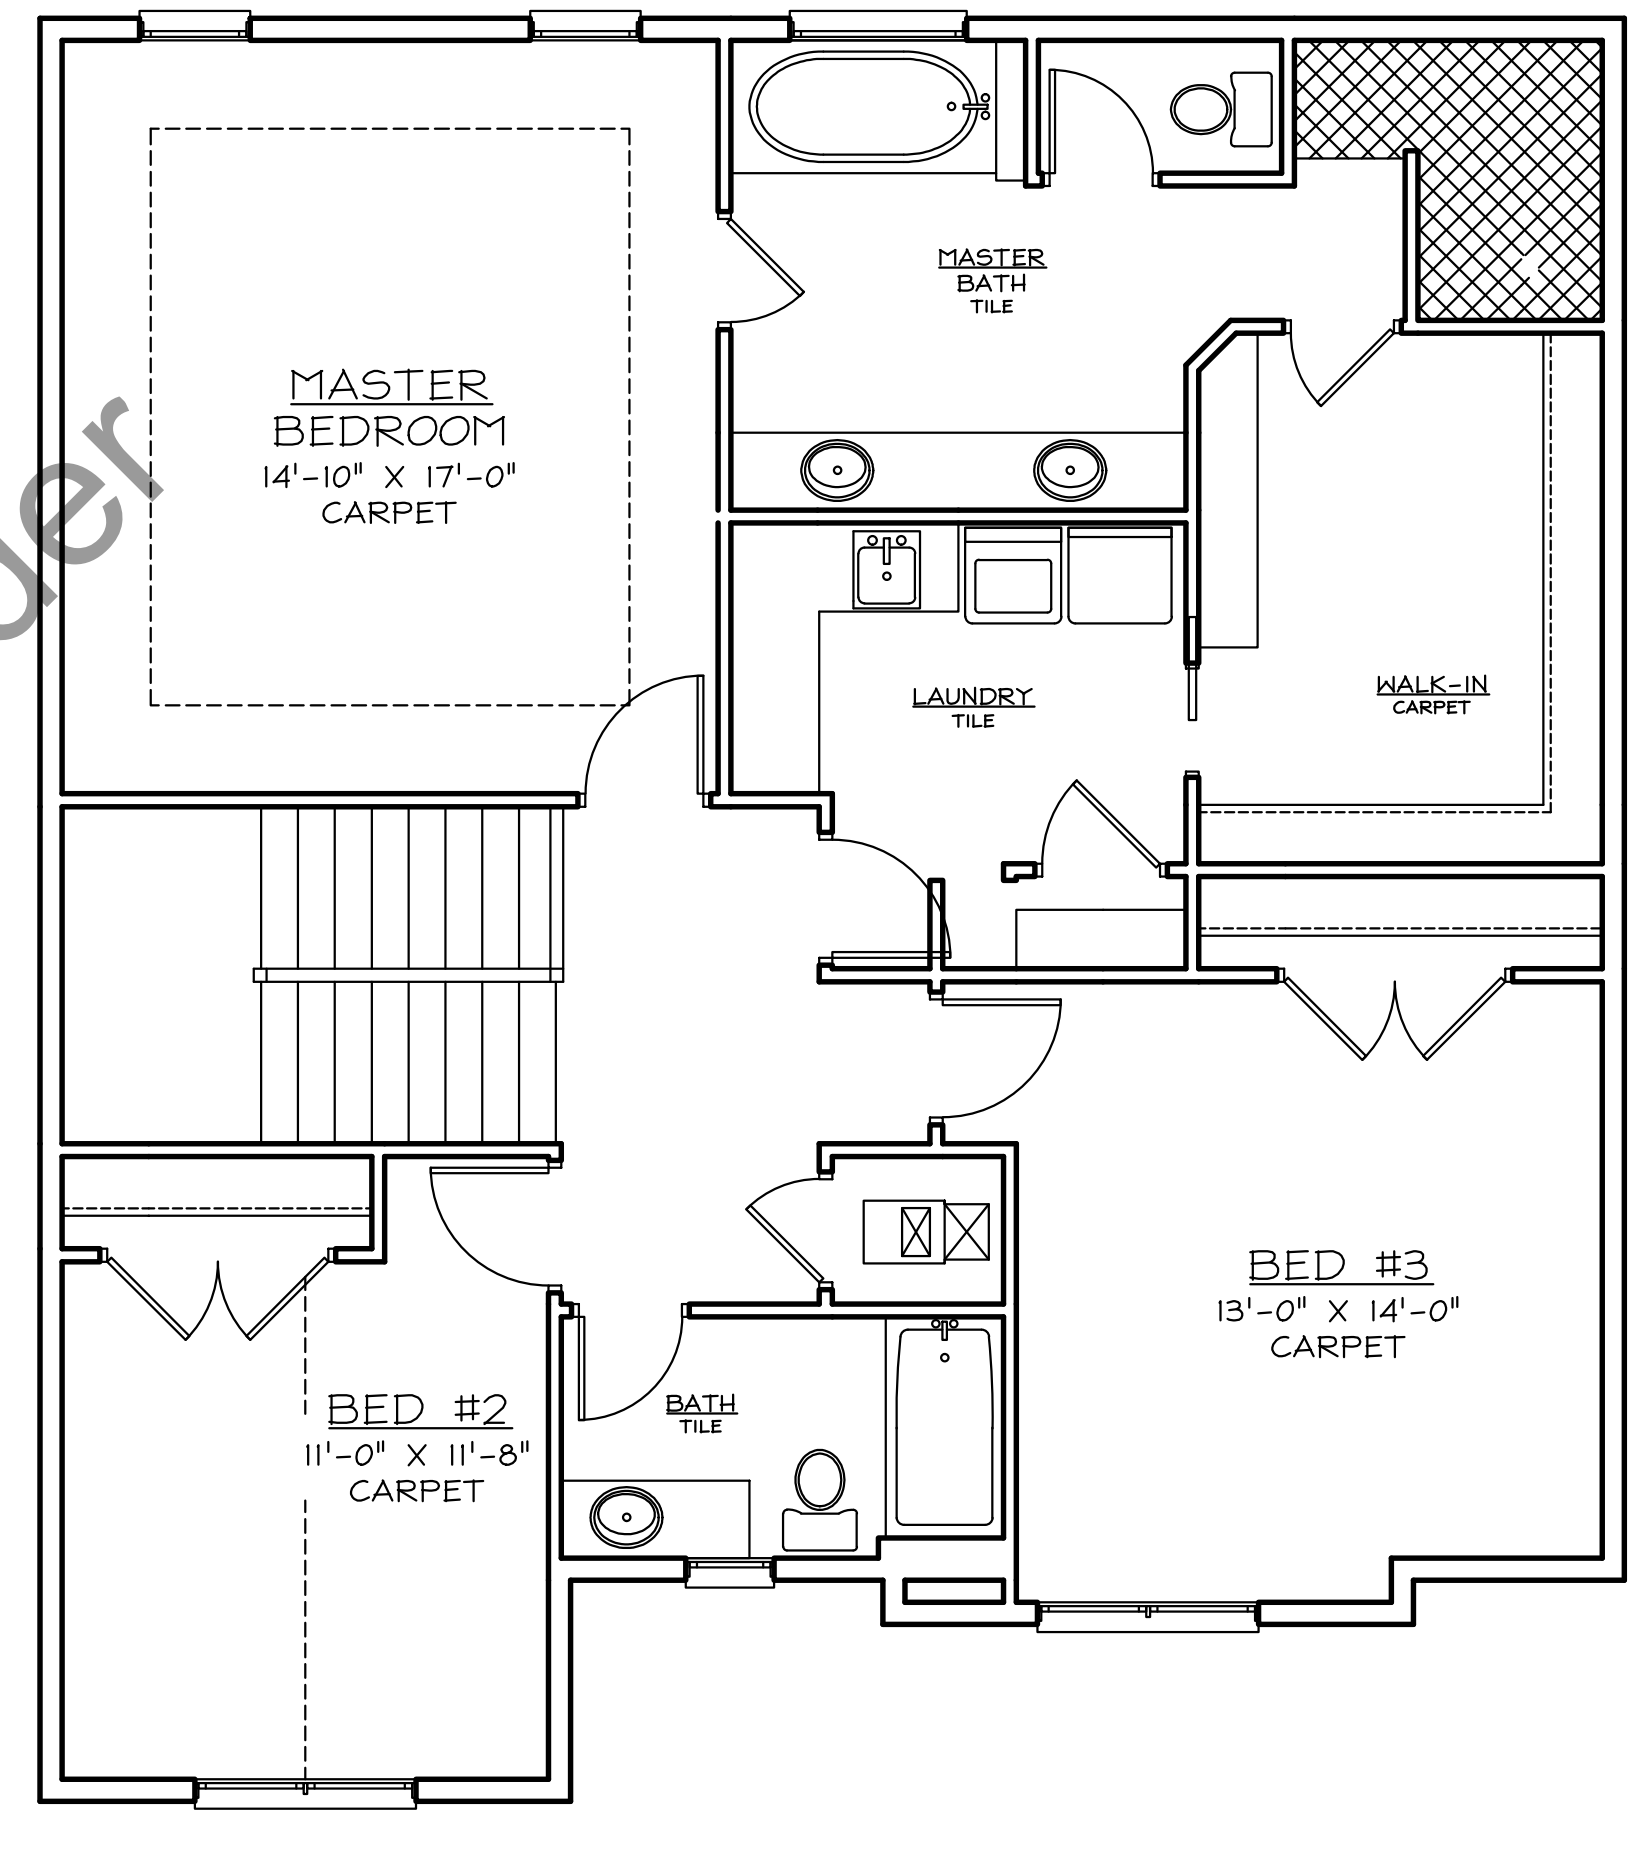 MASTER
BEDROOM
14'-10" X 17'-0"
CARPET
MASTER
BATH
TILE
LAUNDRY
TILE
WALK-IN
CARPET
BED #3
13'-0" X 14'-0"
CARPET
BED #2
11'-0" X 11'-8"
CARPET
BATH
TILE
der